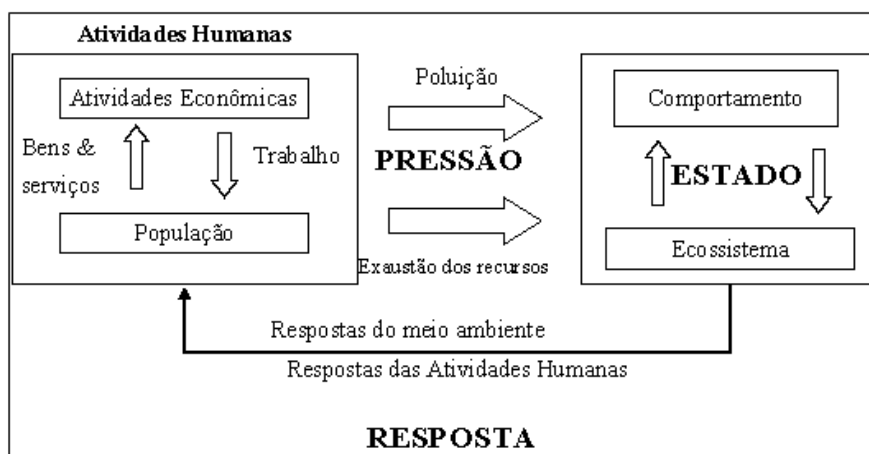 Atividades Humanas
Atividades Econômicas
Bens &
serviços
Trabalho
População
Poluição
PRESSÃO
Exaustão dos recursos
Comportamento
ESTADO
Ecossistema
Respostas do meio ambiente
Respostas das Atividades Humanas
RESPOSTA